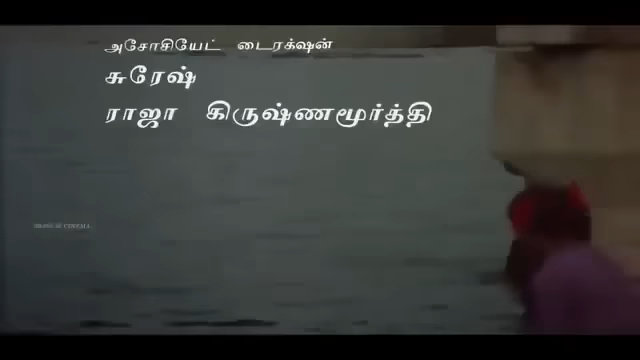 அசோசியேட் டைரக்‌ஷன்
சுரேஷ்
ராஜா கிருஷ்ணமூர்த்தி